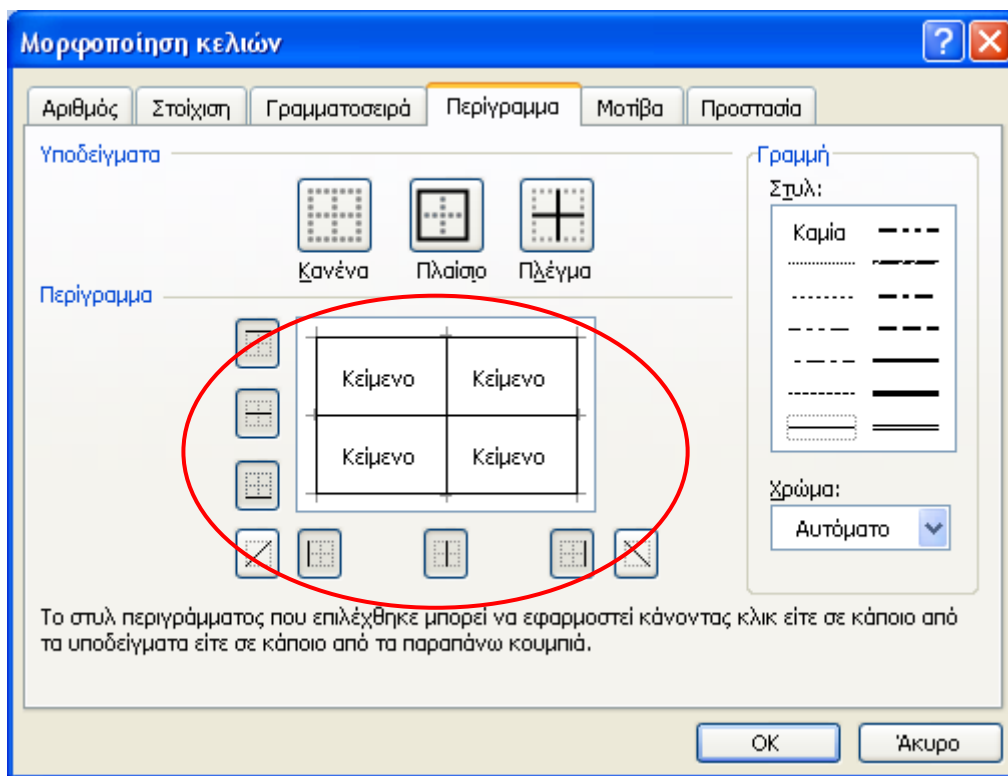 Μορφοποίηση κελιών
Αριθμός Στοίχιση Γραμματοσειρά Περίγραμμα Μοτίβα Προστασία
Υποδείγματα
Κανένα Πλαίσιο Πλέγμα
Περίγραμμα
Κείμενο Κείμενο
Κείμενο Κείμενο
Γραμμή
Στυλ:
Καμία
Χρώμα:
Αυτόματο
Το στυλ περιγράμματος που επιλέχθηκε μπορεί να εφαρμοστεί κάνοντας κλικ είτε σε κάποιο από
τα υποδείγματα είτε σε κάποιο από τα παραπάνω κουμπιά.
OK Άκυρο